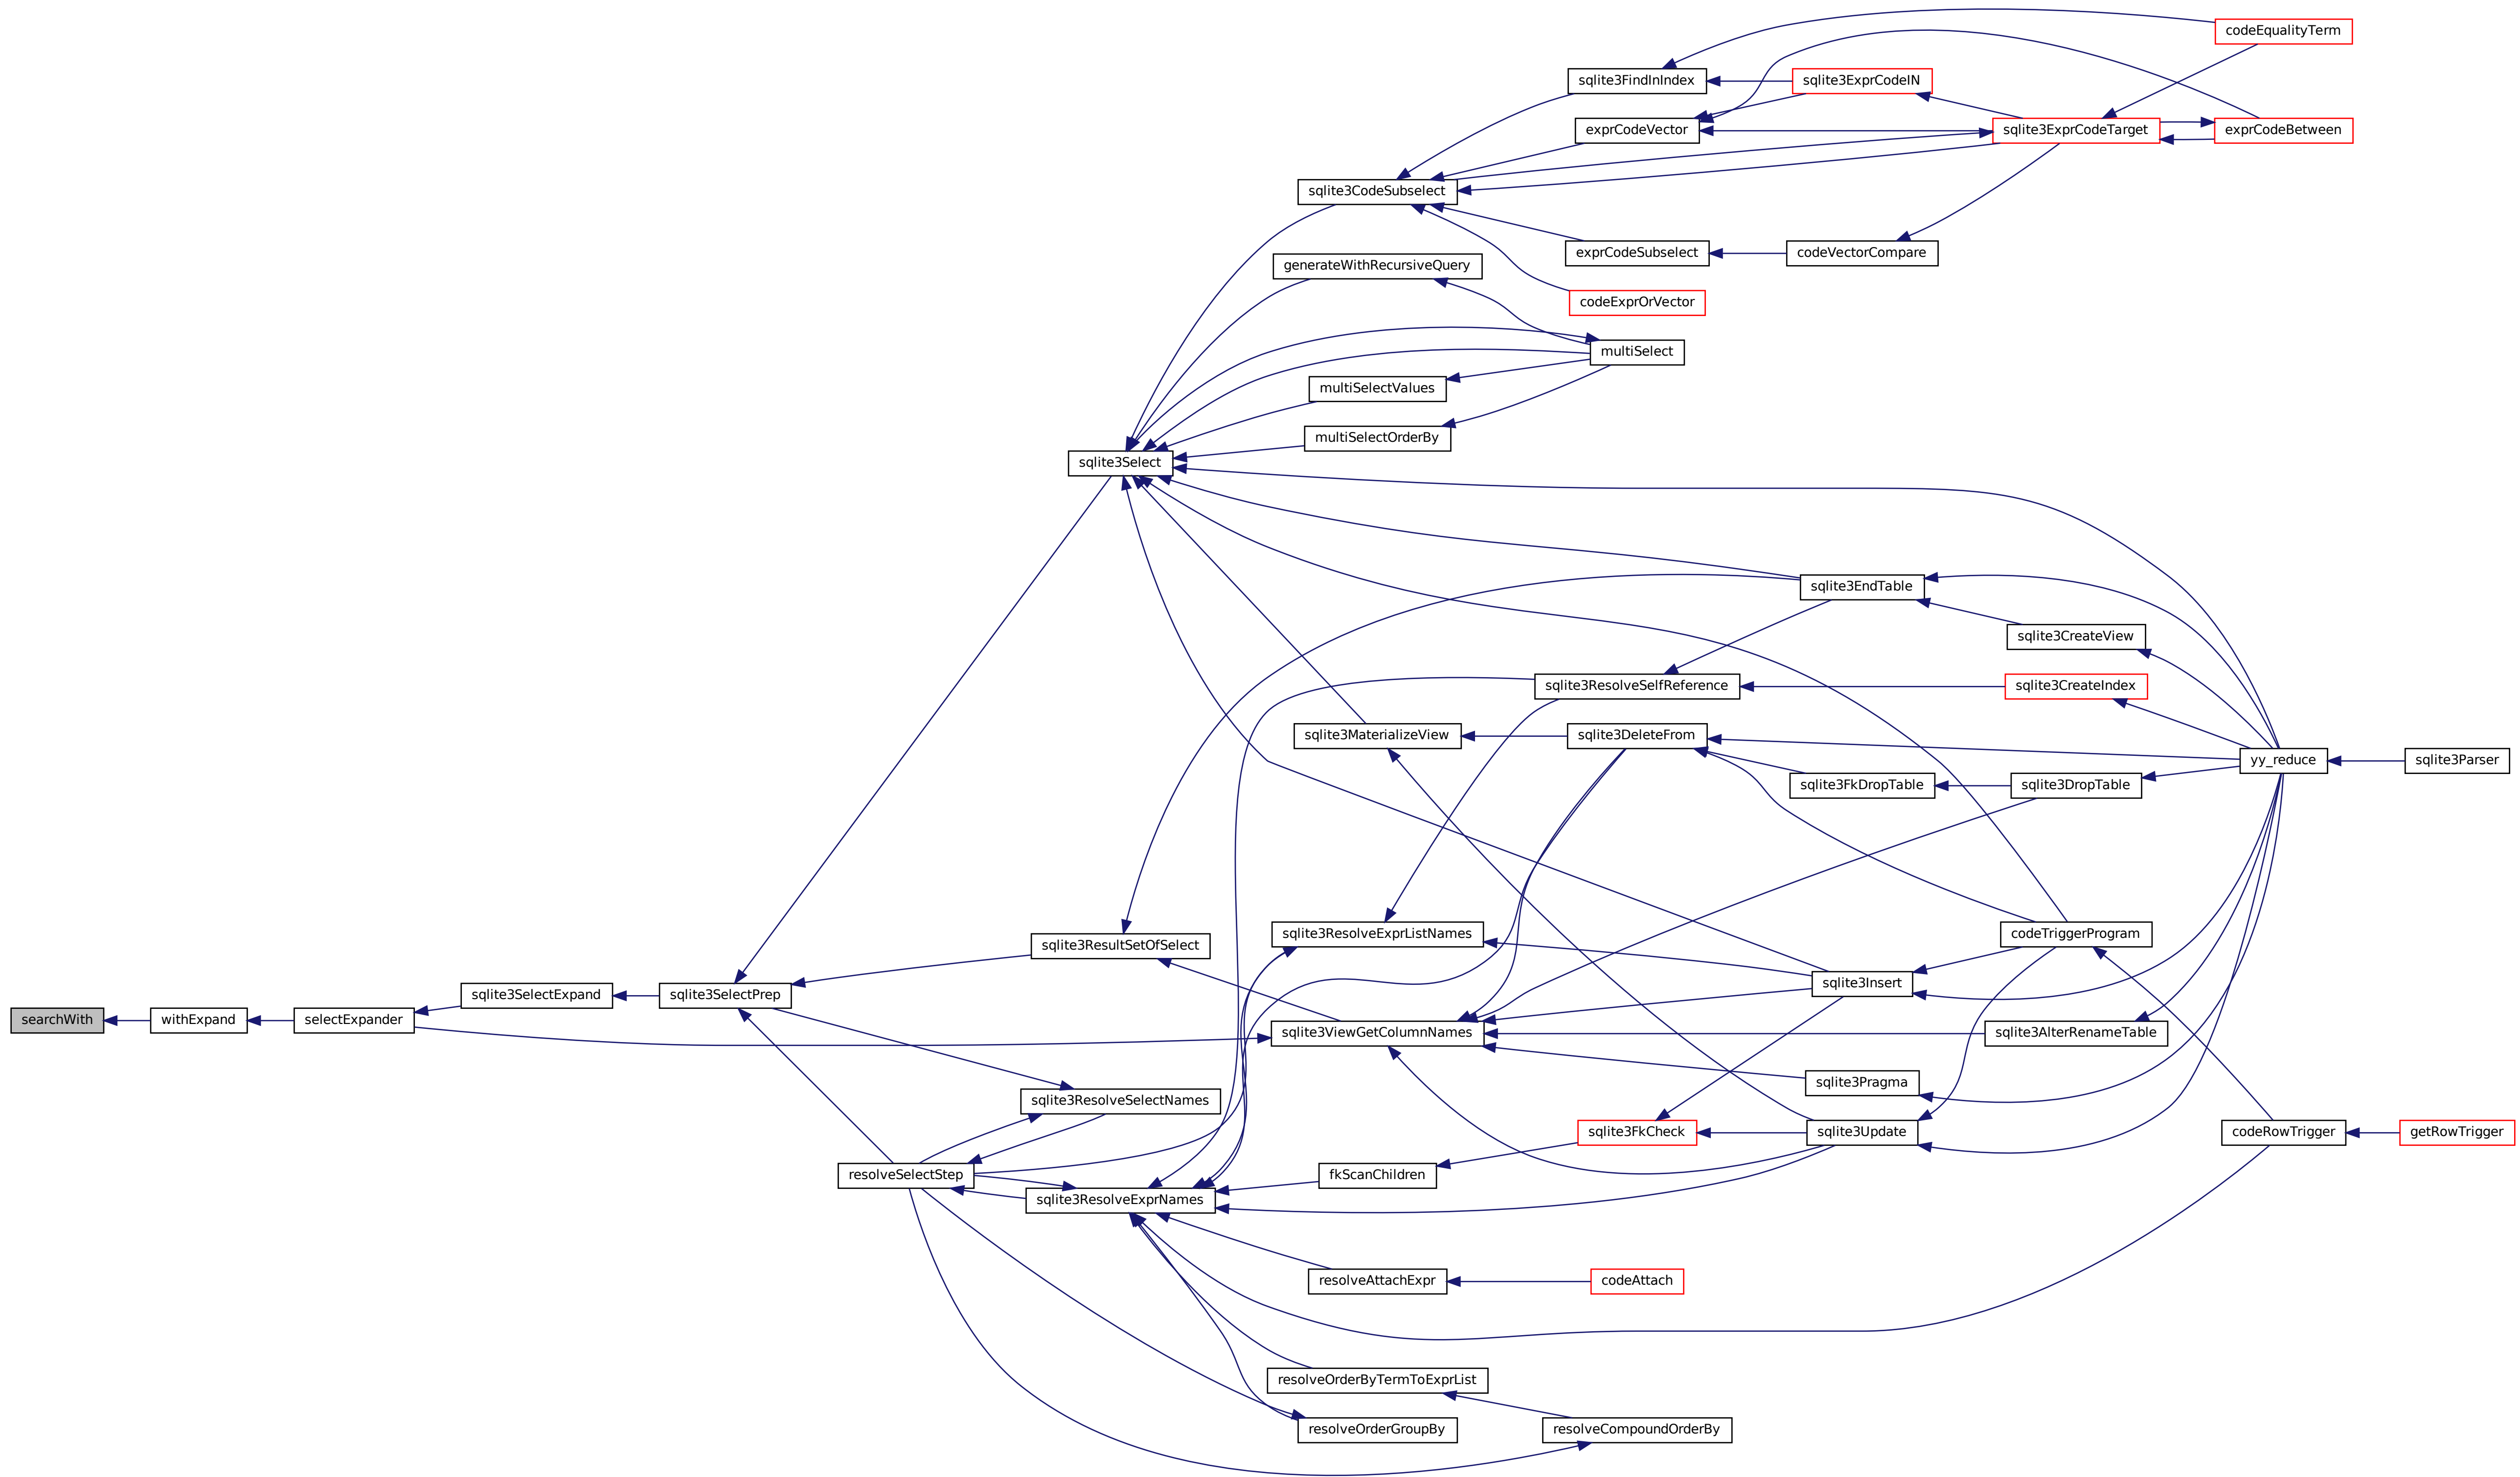 codeEqualityTerm
sqlite3FindInIndex
sqlite3ExprCodeIN
exprCodeVector
sqlite3ExprCodeTarget
exprCodeBetween
sqlite3CodeSubselect
exprCodeSubselect
codeVectorCompare
generateWithRecursiveQuery
codeExprOrVector
multiSelect
multiSelectValues
multiSelectOrderBy
sqlite3Select
sqlite3EndTable
sqlite3CreateView
sqlite3ResolveSelfReference
sqlite3CreateIndex
sqlite3MaterializeView
sqlite3DeleteFrom
yy_reduce
sqlite3Parser
sqlite3FkDropTable
sqlite3DropTable
sqlite3ResolveExprListNames
codeTriggerProgram
sqlite3ResultSetOfSelect
sqlite3Insert
sqlite3SelectExpand
sqlite3SelectPrep
searchWith
withExpand
selectExpander
sqlite3ViewGetColumnNames
sqlite3AlterRenameTable
sqlite3Pragma
sqlite3ResolveSelectNames
sqlite3FkCheck
sqlite3Update
codeRowTrigger
getRowTrigger
resolveSelectStep
fkScanChildren
sqlite3ResolveExprNames
resolveAttachExpr
codeAttach
resolveOrderByTermToExprList
resolveOrderGroupBy
resolveCompoundOrderBy